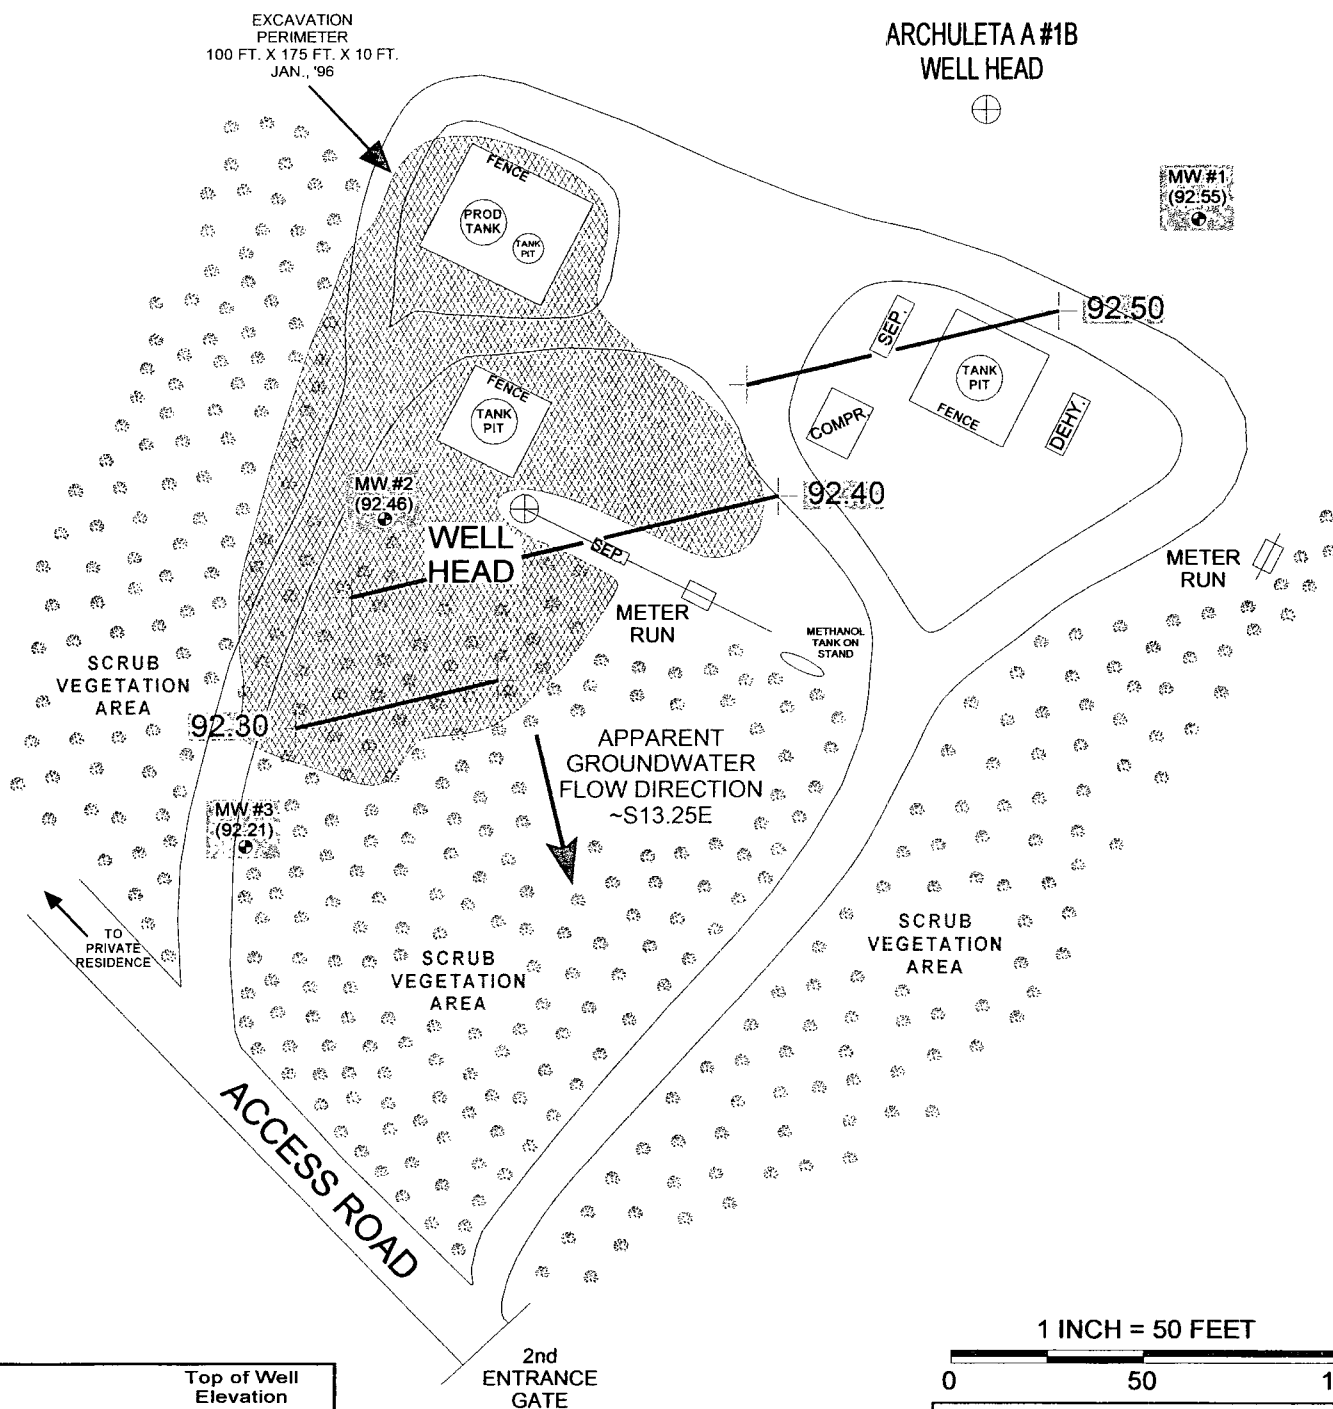 EXCAVATION
PERIMETER
100 FT. X 175 FT. X 10 FT.
JAN., '96
ARCHULETA A #1B
WELL HEAD
MW #1
(92.55)
FENCE
PROD
TANK
TANK
PIT
92.50
SEP.
TANK
PIT
FENCE
COMPR.
DEHY.
FENCE
TANK
PIT
MW #2
(92.46)
92.40
WELL
HEAD
SEP.
METER
RUN
METER
RUN
METHANOL
TANK ON
STAND
SCRUB
VEGETATION
AREA
92.30
APPARENT
GROUNDWATER
FLOW DIRECTION
~S13.25E
MW #3
(92.21)
TO
PRIVATE
RESIDENCE
SCRUB
VEGETATION
AREA
SCRUB
VEGETATION
AREA
ACCESS ROAD
2nd
ENTRANCE
GATE
1 INCH = 50 FEET
0 50 1
Top of Well
Elevation